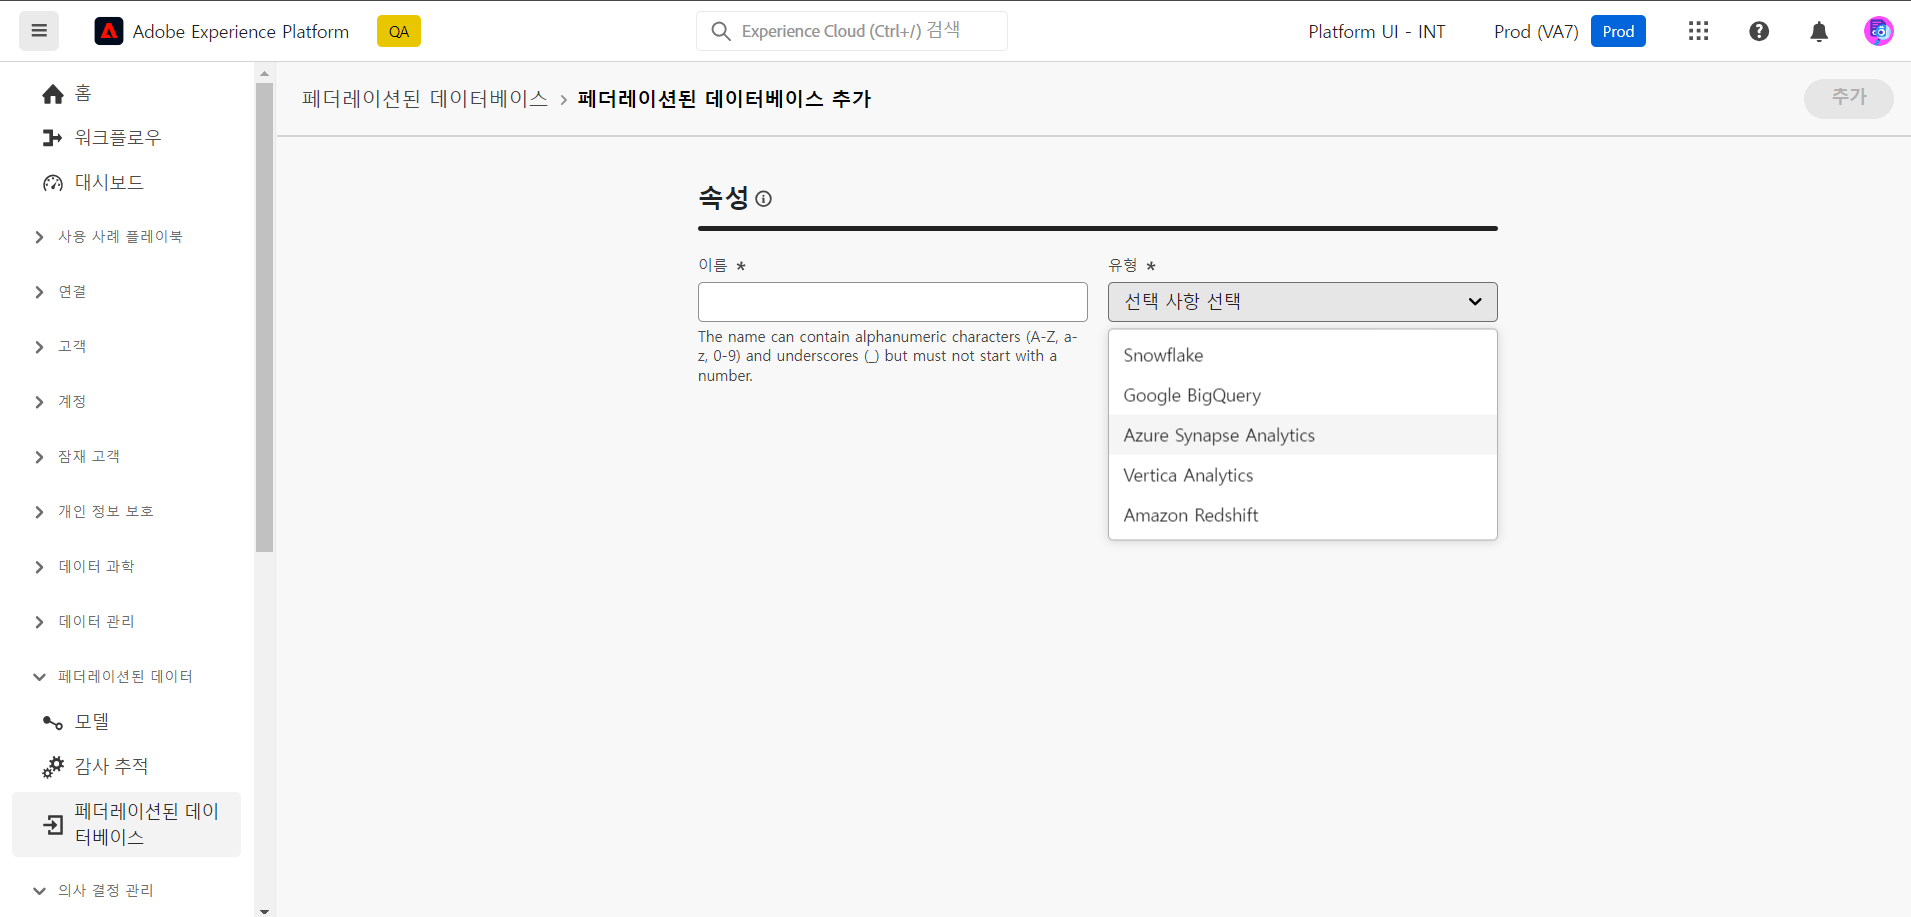 Adobe Experience Platform
QA
Experience Cloud (Ctrl+/) 검색
Platform UI - INT
Prod (VA7)
Prod
홈
워크플로우
대시보드
사용 사례 플레이북
연결
고객
계정
잠재 고객
개인 정보 보호
데이터 과학
데이터 관리
페더레이션된 데이터
모델
감사 추적
페더레이션된 데이
터베이스
의사 결정 관리
페더레이션된 데이터베이스 › 페더레이션된 데이터베이스 추가
추가
속성
이름 *
The name can contain alphanumeric characters (A-Z, a-
z, 0-9) and underscores (_) but must not start with a
number.
유형 *
선택 사항 선택
Snowflake
Google BigQuery
Azure Synapse Analytics
Vertica Analytics
Amazon Redshift